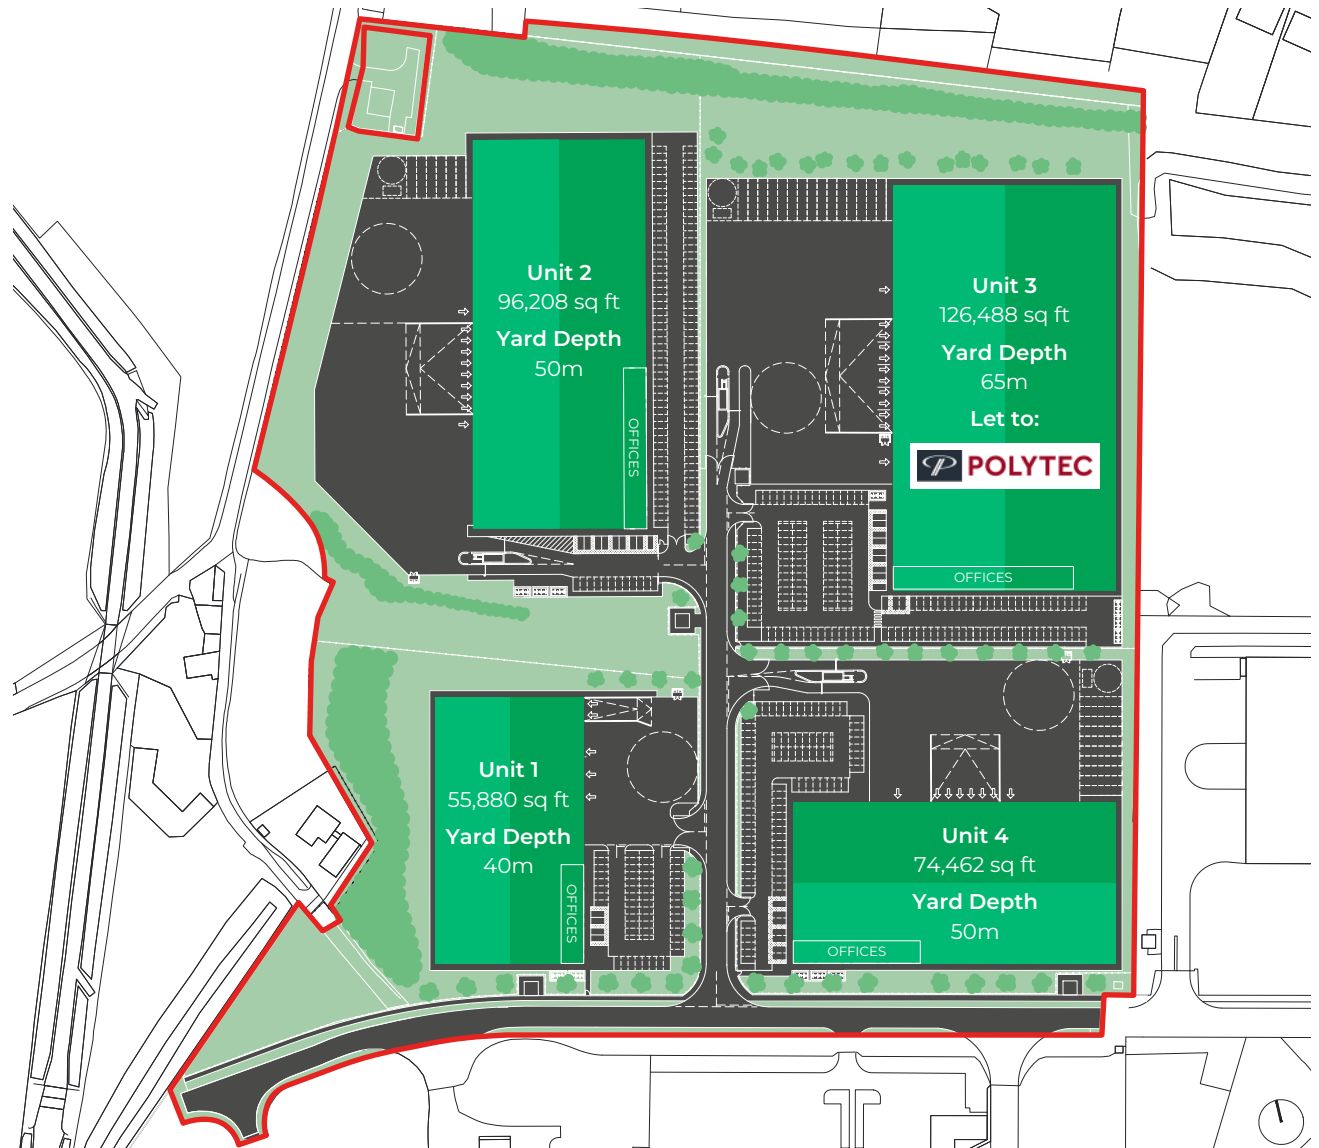 Unit 2
96,208 sq ft
Yard Depth
50m
OFFICES
Unit 3
126,488 sq ft
Yard Depth
65m
Let to:
POLYTEC
OFFICES
Unit 1
55,880 sq ft
Yard Depth
40m
OFFICES
Unit 4
74,462 sq ft
Yard Depth
50m
OFFICES